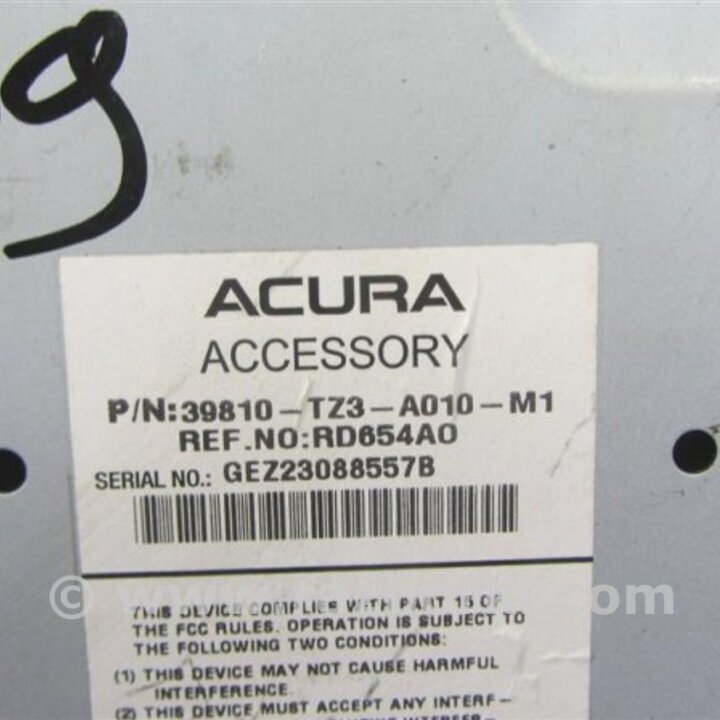 9
ACURA
ACCESSORY
P/N:39810-TZ3-A010-M1
REF.NO:RD654A0
SERIAL NO.: GEZ23088557B
© .com
THIS DEVICE COMPLIES WITH PART 15 OF
THE FCC RULES. OPERATION IS SUBJECT TO
THE FOLLOWING TWO CONDITIONS:
(1) THIS DEVICE MAY NOT CAUSE HARMFUL
INTERFERENCE.
(2) THIS DEVICE MUST ACCEPT ANY INTERF-